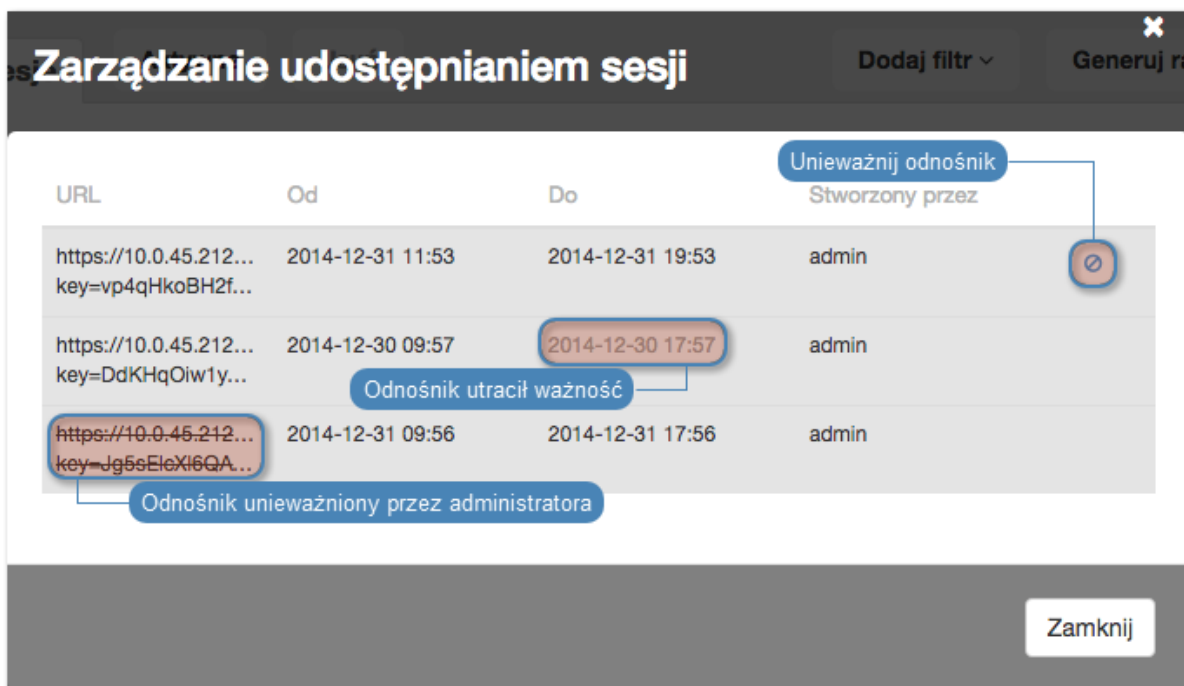 Zarządzanie udostępnianiem sesji
Dodaj filtr
Generuj ra
Unieważnij odnośnik
URL Od Do Stworzony przez
https://10.0.45.212... 2014-12-31 11:53 2014-12-31 19:53 admin
key=vp4qHkoBH2f...
https://10.0.45.212... 2014-12-30 09:57 2014-12-30 17:57 admin
key=DdKHqOiw1y...
Odnośnik utracił ważność
https://10.0.45.212... 2014-12-31 09:56 2014-12-31 17:56 admin
key=Jg5sElcXl6QA...
Odnośnik unieważniony przez administratora
Zamknij